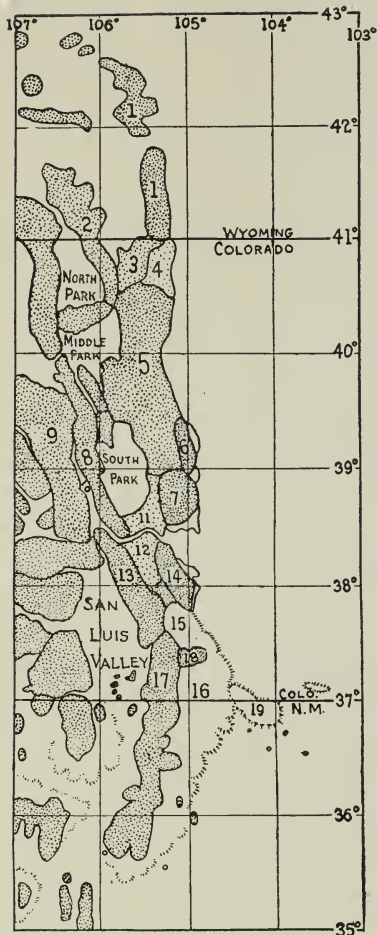 107° 106° 105° 104° 43°
103°
1
42°
1
2
WYOMING
COLORADO
41°
3
4
NORTH
PARK
MIDDLE
PARK
40°
5
9
8
SOUTH
PARK
6
39°
7
11
12
13
14
38°
SAN
LUIS
VALLEY
15
18
17
16
COLO.
N.M.
37°
19
36°
35°